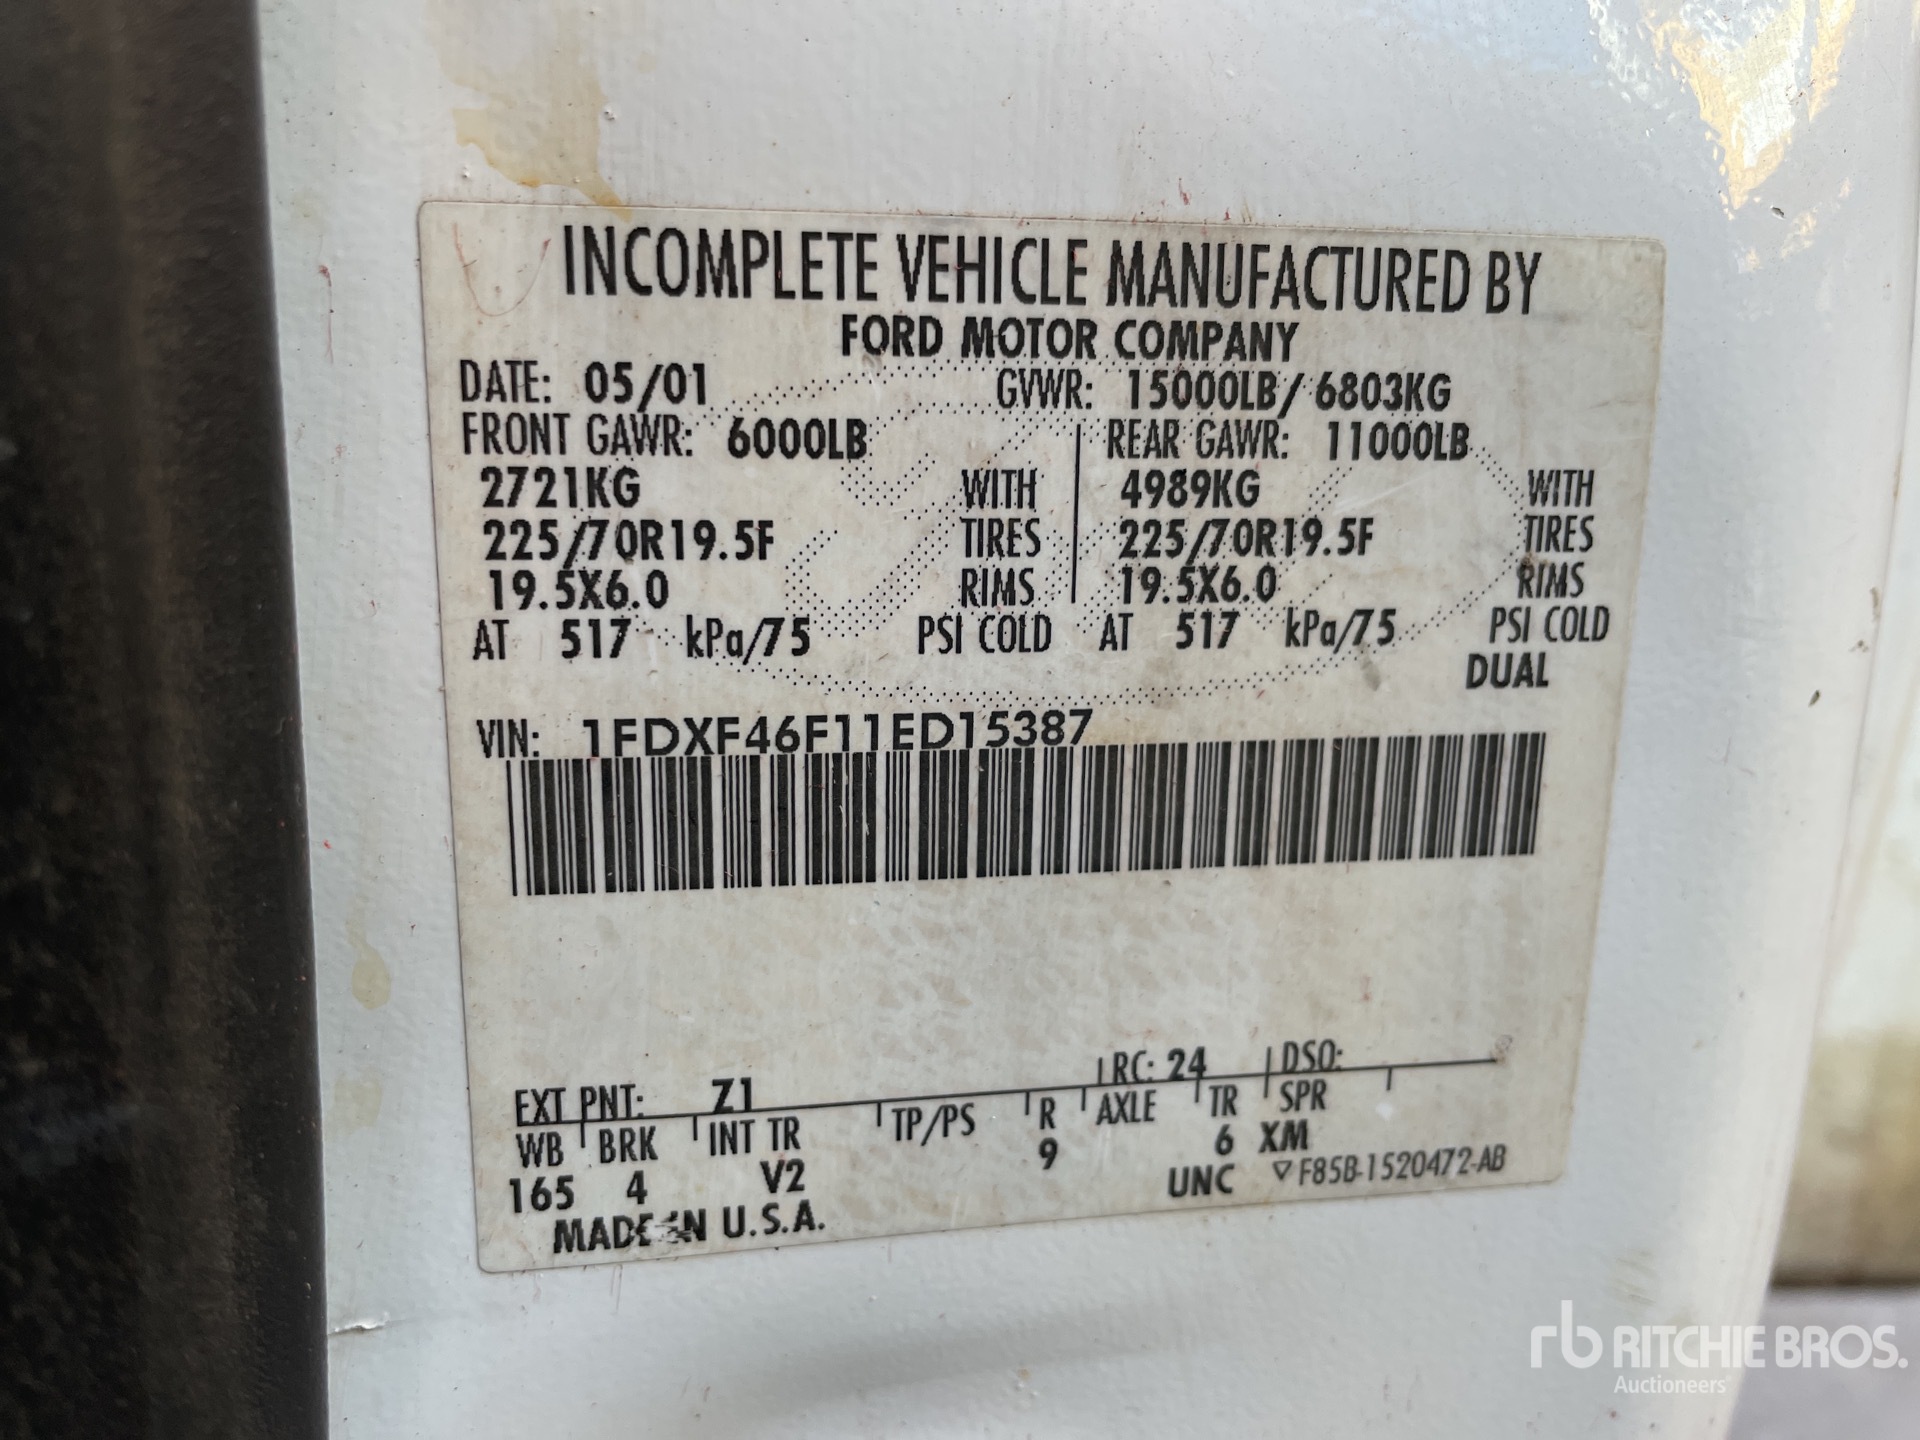 INCOMPLETE VEHICLE MANUFACTURED BY
FORD MOTOR COMPANY
DATE: 05/01 GVWR: 15000LB/ 6803KG
FRONT GAWR: 6000LB REAR GAWR: 11000LB
2721KG WITH 4989KG WITH
225/70R19.5F TIRES 225/70R19.5F TIRES
19.5X6.0 RIMS 19.5X6.0 RIMS
AT 517 kPa/75 PSI COLD AT 517 kPa/75 PSI COLD
DUAL
VIN: 1FDXF46F11ED15387
EXT PNT: Z1 RC: 24 DSO:
WB BRK INT TR TP/PS R AXLE TR SPR
165 4 V2 9 6 XM
MADE IN U.S.A. UNC F85B-1520472-AB
rb RITCHIE BROS.
Auctioneers